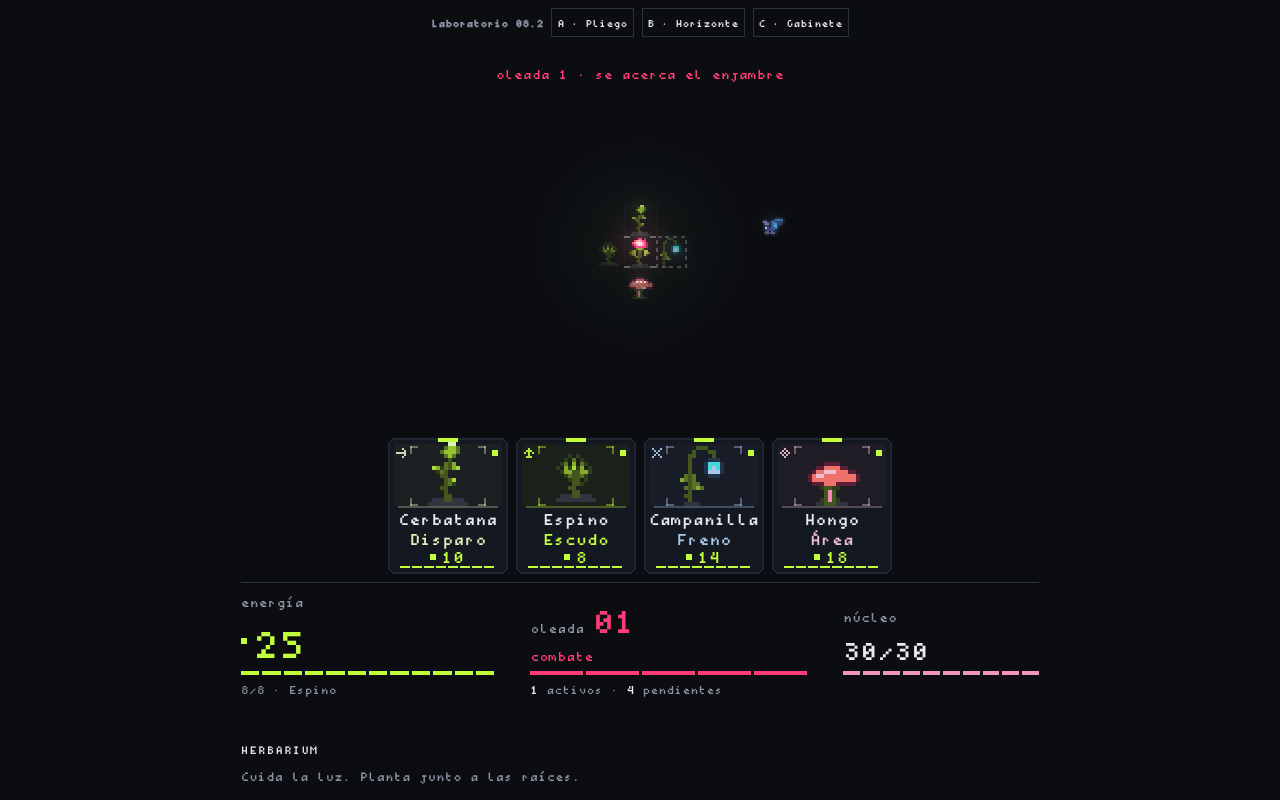 Laboratorio 08.2 A · Pliego B · Horizonte C · Gabinete
oleada 1 · se acerca el enjambre
Cerbatana Espino Campanilla Hongo
Disparo Escudo Freno Área
10 8 14 18
energía
25
8/8 · Espino
oleada 01
combate
1 activos · 4 pendientes
núcleo
30/30
HERBARIUM
Cuida la luz. Planta junto a las raíces.